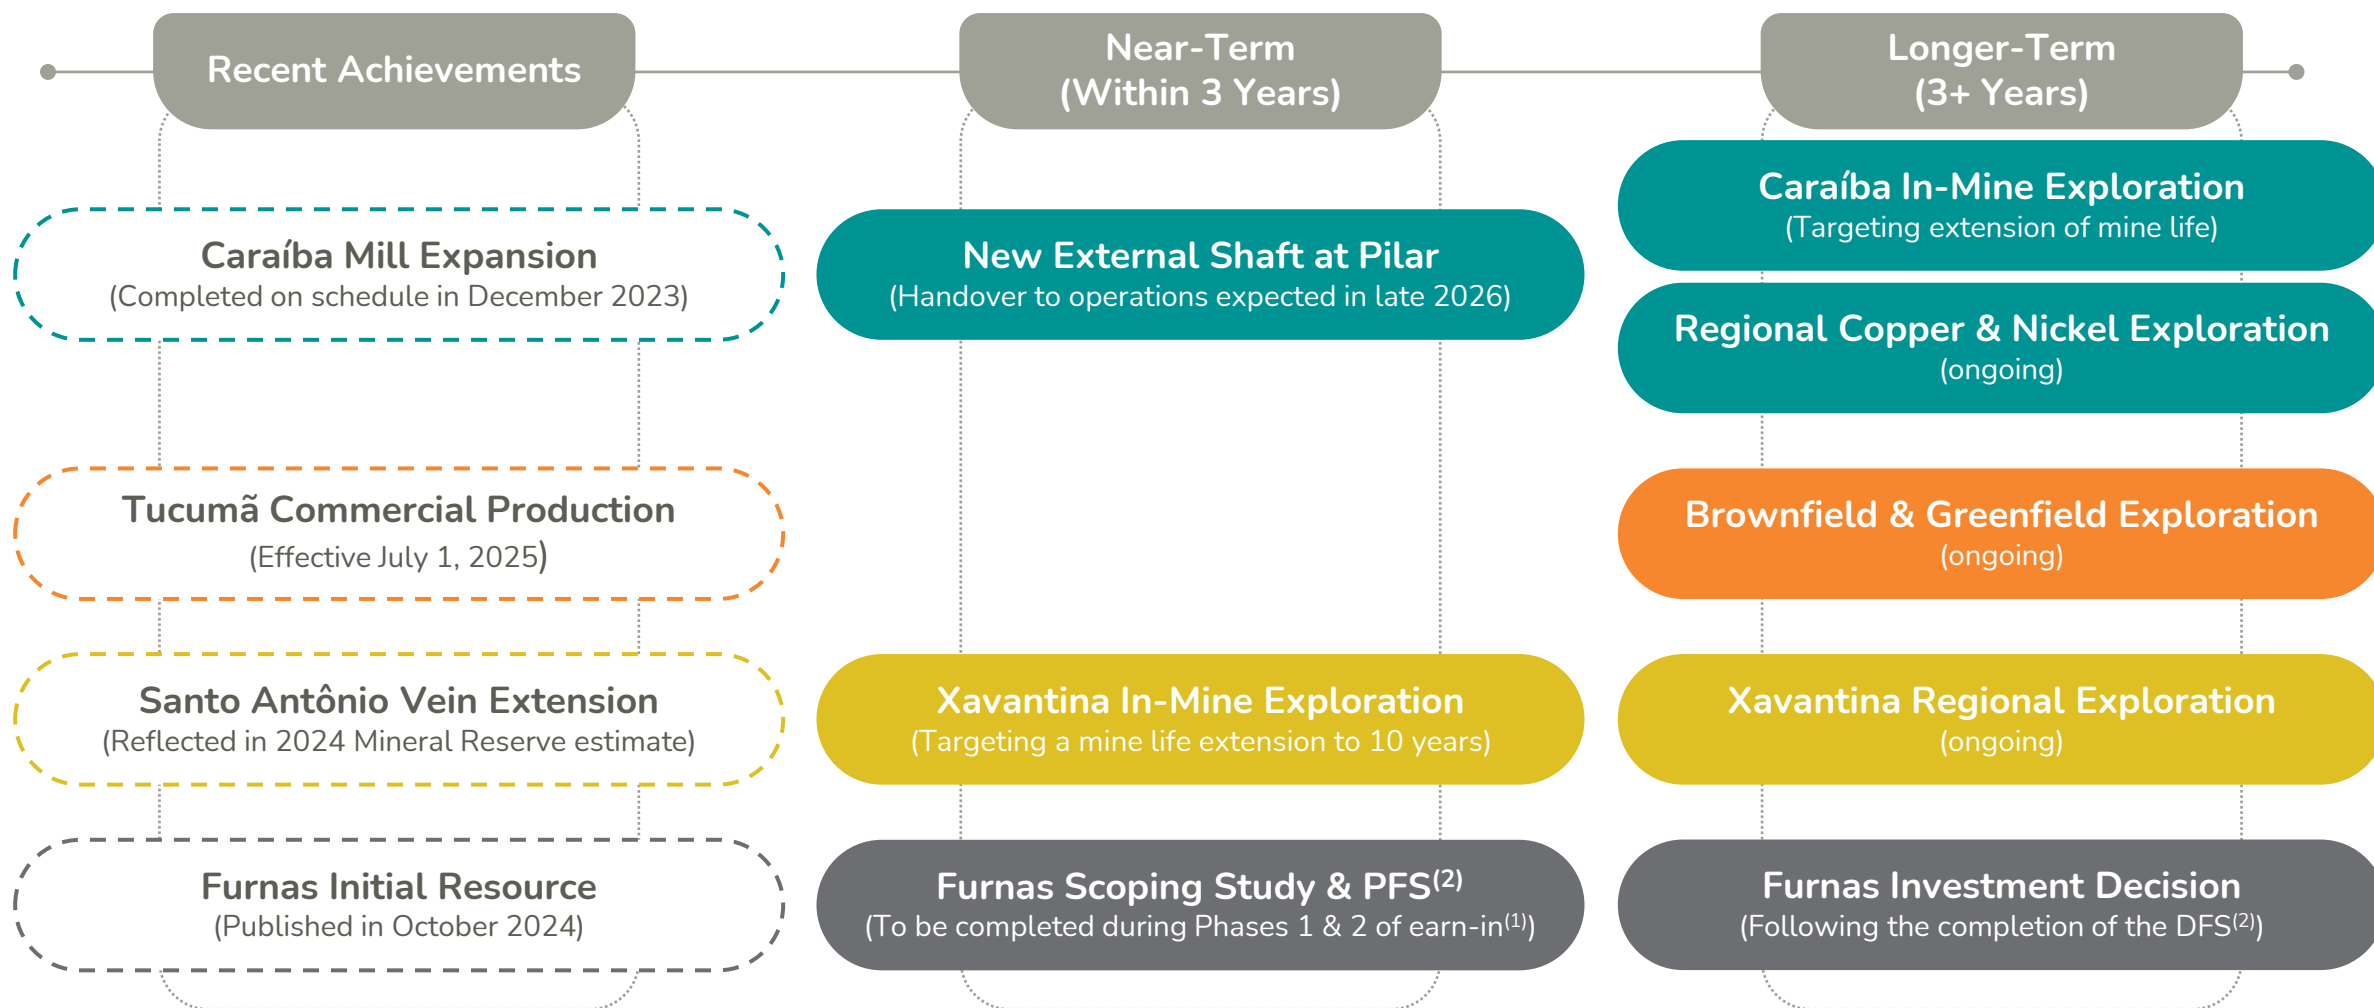 Recent Achievements
Near-Term
(Within 3 Years)
Longer-Term
(3+ Years)
Caraíba Mill Expansion
(Completed on schedule in December 2023)
New External Shaft at Pilar
(Handover to operations expected in late 2026)
Caraíba In-Mine Exploration
(Targeting extension of mine life)
Regional Copper & Nickel Exploration
(ongoing)
Tucumã Commercial Production
(Effective July 1, 2025)
Brownfield & Greenfield Exploration
(ongoing)
Santo Antônio Vein Extension
(Reflected in 2024 Mineral Reserve estimate)
Xavantina In-Mine Exploration
(Targeting a mine life extension to 10 years)
Xavantina Regional Exploration
(ongoing)
Furnas Initial Resource
(Published in October 2024)
Furnas Scoping Study & PFS(2)
(To be completed during Phases 1 & 2 of earn-in(1))
Furnas Investment Decision
(Following the completion of the DFS(2))